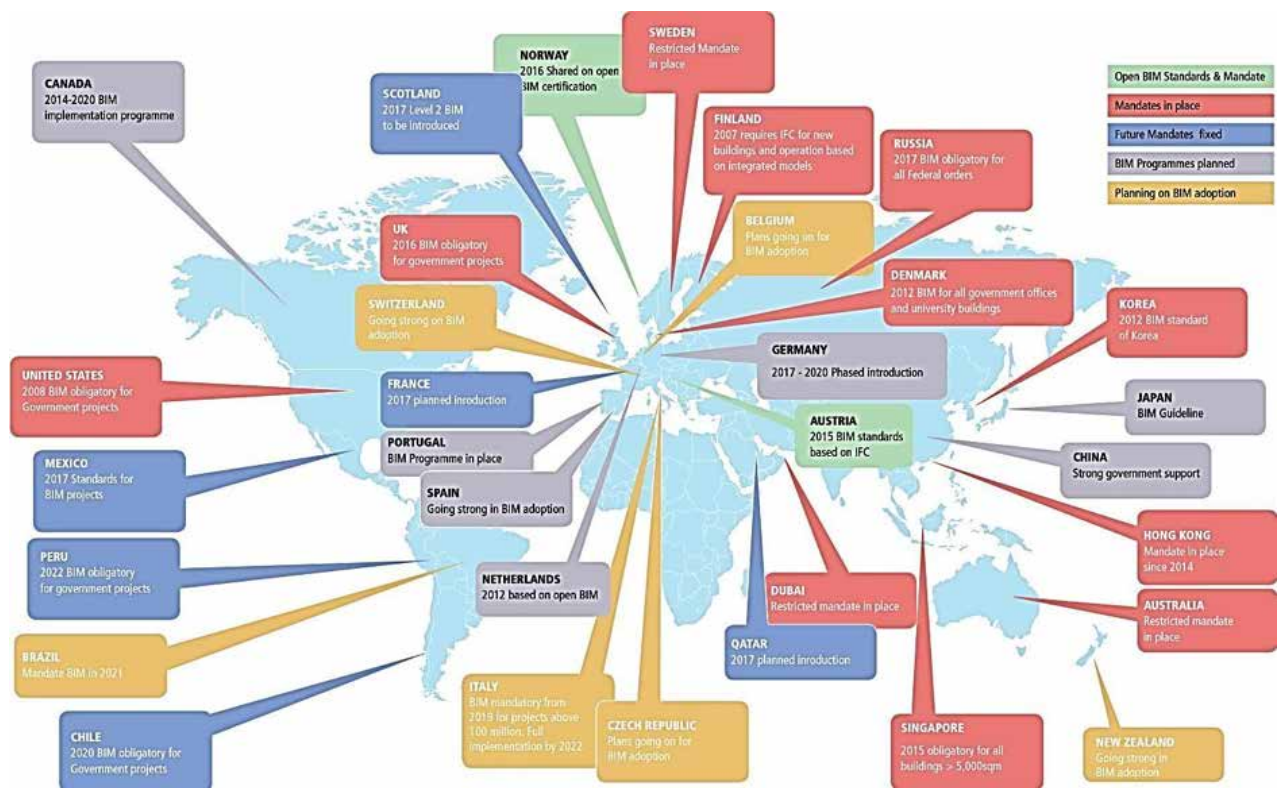 CANADA
2014-2020 BIM
implementation programme
SCOTLAND
2017 Level 2 BIM
to be introduced
NORWAY
2016 Shared on open
BIM certification
SWEDEN
Restricted Mandate
in place
FINLAND
2007 requires IFC for new
buildings and operation based
on integrated models
RUSSIA
2017 BIM obligatory for
all Federal orders
Open BIM Standards & Mandate
Mandates in place
Future Mandates fixed
BIM Programmes planned
Planning on BIM adoption
UK
2016 BIM obligatory
for government projects
BELGIUM
Plans going on for
BIM adoption
SWITZERLAND
Going strong on BIM
adoption
DENMARK
2012 BIM for all government offices
and university buildings
KOREA
2012 BIM standard
of Korea
GERMANY
2017 - 2020 Phased introduction
UNITED STATES
2008 BIM obligatory for
Government projects
FRANCE
2017 planned inroduction
JAPAN
BIM Guideline
AUSTRIA
2015 BIM standards
based on IFC
PORTUGAL
BIM Programme in place
CHINA
Strong government support
MEXICO
2017 Standards for
BIM projects
SPAIN
Going strong in BIM adoption
HONG KONG
Mandate in place
since 2014
PERU
2022 BIM obligatory
for government projects
NETHERLANDS
2012 based on open BIM
DUBAI
Restricted mandate in place
AUSTRALIA
Restricted mandate
in place
QATAR
2017 planned inroduction
BRAZIL
Mandate BIM in 2021
ITALY
BIM mandatory from
2019 for projects above
100 million. Full
implementation by 2022
CZECH REPUBLIC
Plans going on for
BIM adoption
CHILE
2020 BIM obligatory for
Government projects
SINGAPORE
2015 obligatory for all
buildings > 5,000sqm
NEW ZEALAND
Going strong in
BIM adoption